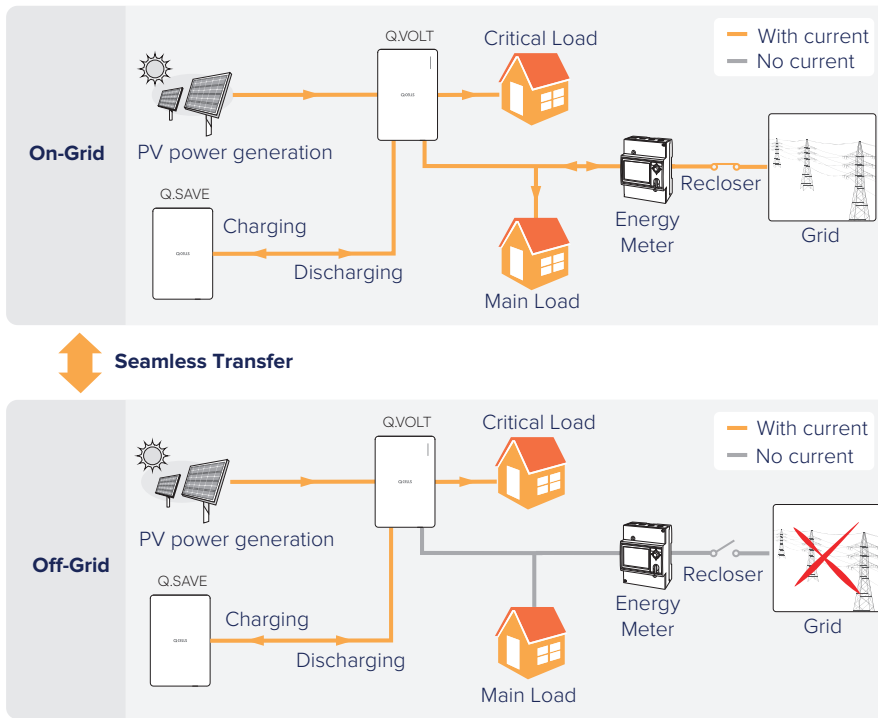 Q.VOLT
Critical Load
With current
No current
On-Grid
PV power generation
Recloser
Q.SAVE
Charging
Discharging
Energy
Meter
Grid
Main Load
Seamless Transfer
Q.VOLT
Critical Load
With current
No current
Off-Grid
PV power generation
Recloser
Q.SAVE
Charging
Discharging
Energy
Meter
Grid
Main Load